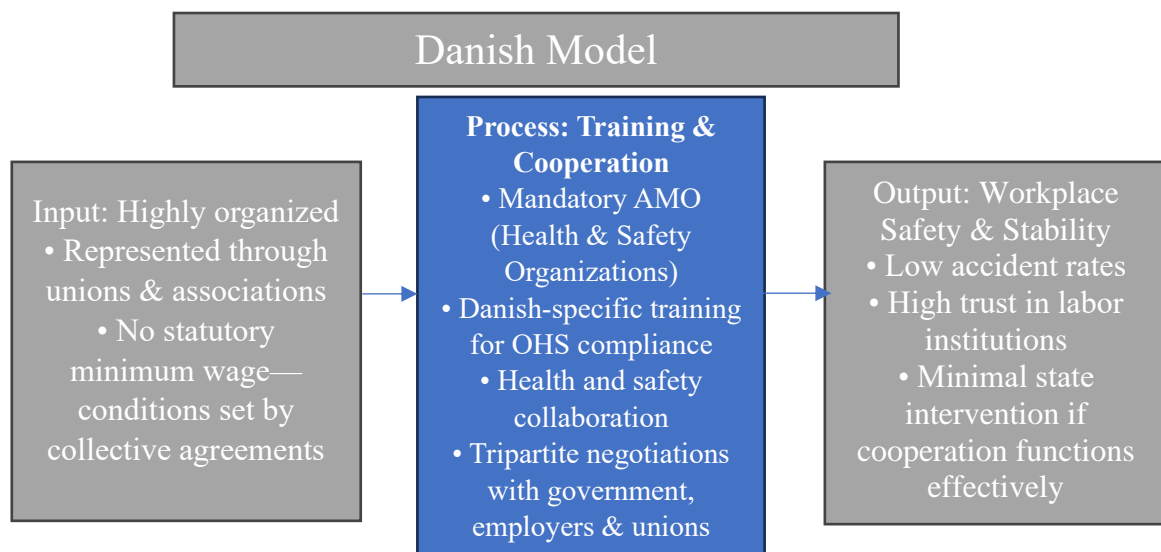 Danish Model
Input: Highly organized
• Represented through
unions & associations
• No statutory
minimum wage—
conditions set by
collective agreements
Process: Training &
Cooperation
• Mandatory AMO
(Health & Safety
Organizations)
• Danish-specific training
for OHS compliance
• Health and safety
collaboration
• Tripartite negotiations
with government,
employers & unions
Output: Workplace
Safety & Stability
• Low accident rates
• High trust in labor
institutions
• Minimal state
intervention if
cooperation functions
effectively